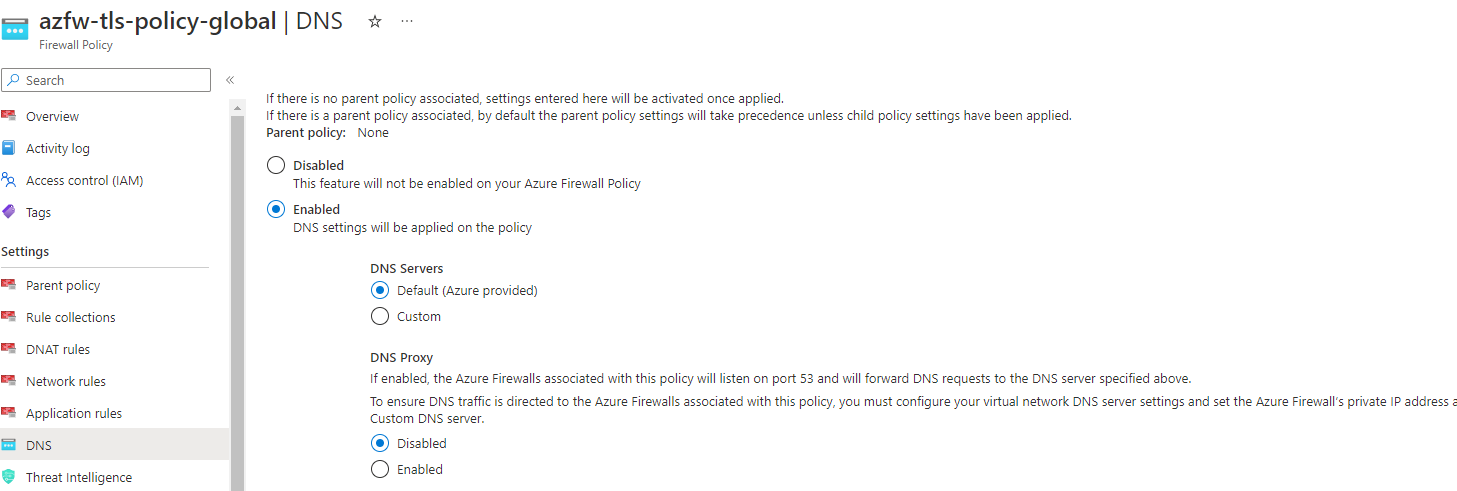 azfw-tls-policy-global | DNS
Firewall Policy
Search
Overview
Activity log
Access control (IAM)
Tags
Settings
Parent policy
Rule collections
DNAT rules
Network rules
Application rules
DNS
Threat Intelligence
If there is no parent policy associated, settings entered here will be activated once applied.
If there is a parent policy associated, by default the parent policy settings will take precedence unless child policy settings have been applied.
Parent policy: None
Disabled
This feature will not be enabled on your Azure Firewall Policy
Enabled
DNS settings will be applied on the policy
DNS Servers
Default (Azure provided)
Custom
DNS Proxy
If enabled, the Azure Firewalls associated with this policy will listen on port 53 and will forward DNS requests to the DNS server specified above.
To ensure DNS traffic is directed to the Azure Firewalls associated with this policy, you must configure your virtual network DNS server settings and set the Azure Firewall's private IP address a
Custom DNS server.
Disabled
Enabled